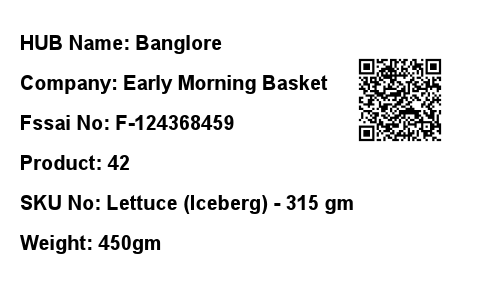 HUB Name: Banglore
Company: Early Morning Basket
Fssai No: F-124368459
Product: 42
SKU No: Lettuce (Iceberg) - 315 gm
Weight: 450gm